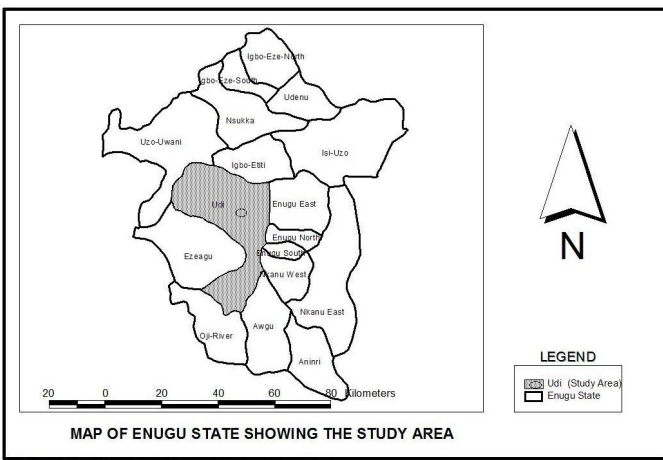 Igbo-Eze-North
Igbo-Eze-South
Udenu
Nsukka
Uzo-Uwani
Isi-Uzo
Igbo-Etiti
Udi
Enugu East
Enugu North
Enugu South
Ezeagu
Nkanu West
Nkanu East
Oji-River
Awgu
Aninri
N
LEGEND
Udi (Study Area)
Enugu State
20 0 20 40 60 80 Kilometers
MAP OF ENUGU STATE SHOWING THE STUDY AREA